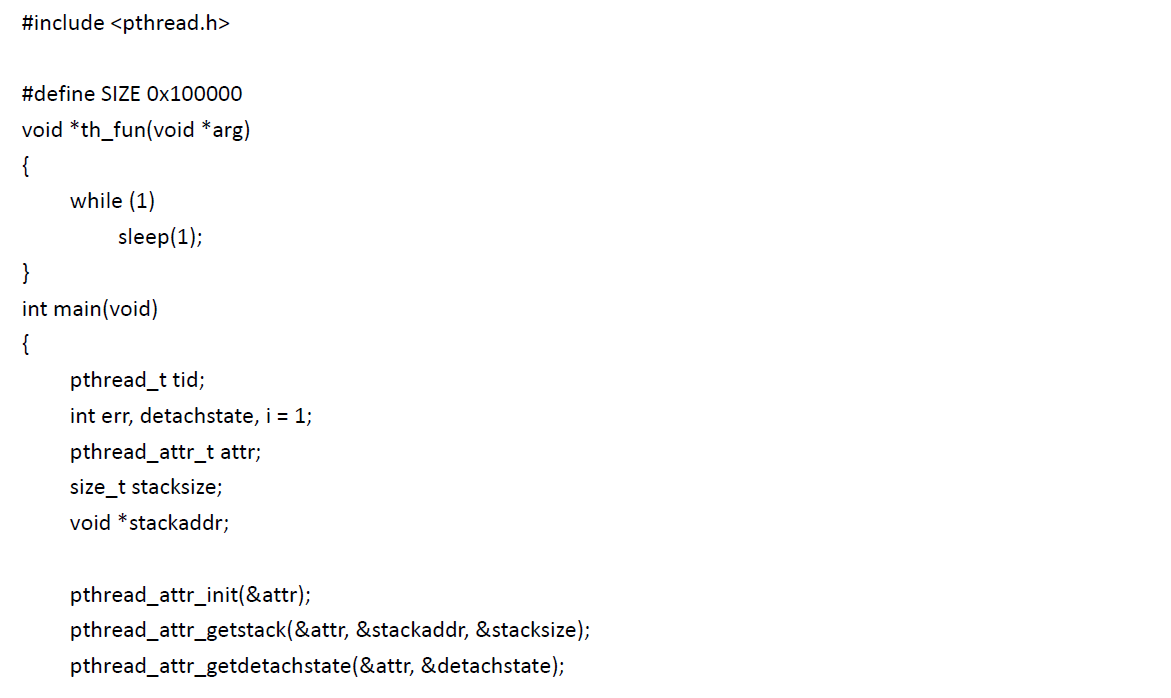 #include <pthread.h>
#define SIZE 0x100000
void *th_fun(void *arg)
{
while (1)
sleep(1);
}
int main(void)
{
pthread_t tid;
int err, detachstate, i = 1;
pthread_attr_t attr;
size_t stacksize;
void *stackaddr;
pthread_attr_init(&attr);
pthread_attr_getstack(&attr, &stackaddr, &stacksize);
pthread_attr_getdetachstate(&attr, &detachstate);